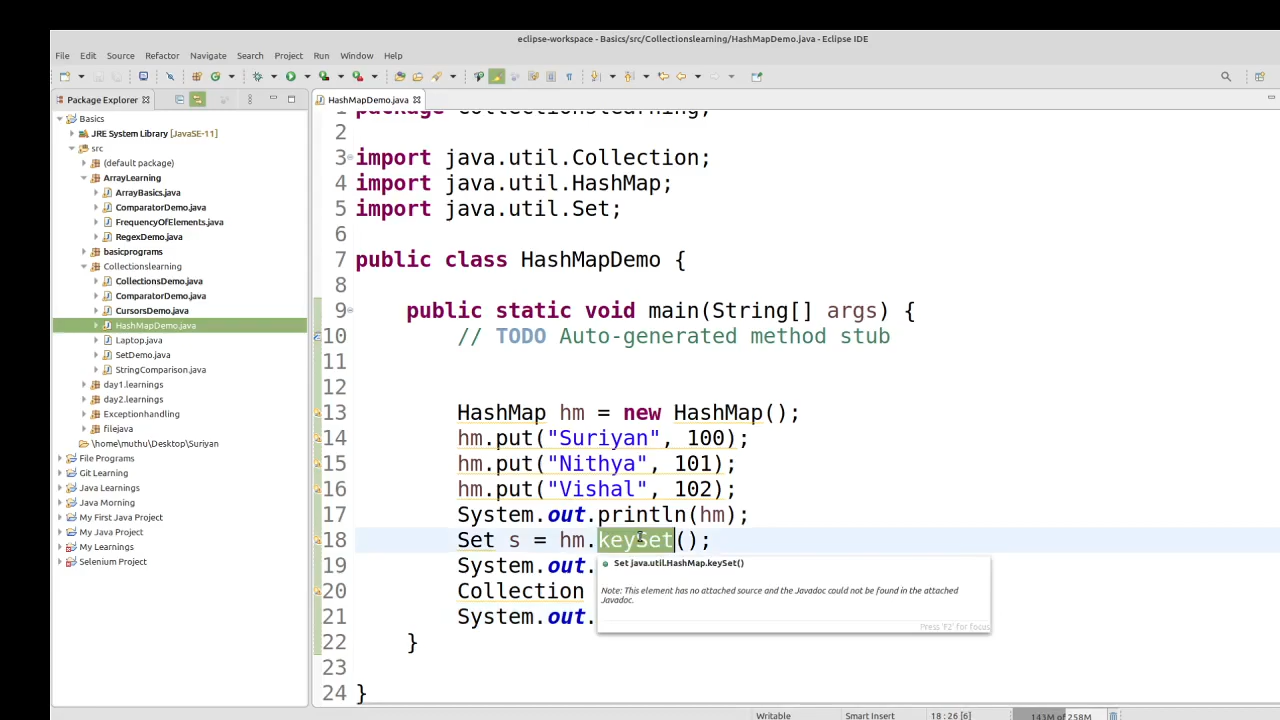 eclipse-workspace - Basics/src/Collectionslearning/HashMapDemo.java - Eclipse IDE
File Edit Source Refactor Navigate Search Project Run Window Help
Package Explorer
HashMapDemo.java
Basics
JRE System Library [JavaSE-11]
src
(default package)
ArrayLearning
ArrayBasics.java
ComparatorDemo.java
FrequencyOfElements.java
RegexDemo.java
basicprograms
Collectionslearning
CollectionsDemo.java
ComparatorDemo.java
CursorsDemo.java
HashMapDemo.java
Laptop.java
SetDemo.java
StringComparison.java
day1.learnings
day2.learnings
Exceptionhandling
filejava
\home\muthu\Desktop\Suriyan
File Programs
Git Learning
Java Learnings
Java Morning
My First Java Project
My Java Project
My Learnings
Selenium Project
1 package Collectionslearning;
2
3 import java.util.Collection;
4 import java.util.HashMap;
5 import java.util.Set;
6
7 public class HashMapDemo {
8
9 public static void main(String[] args) {
10 // TODO Auto-generated method stub
11
12
13 HashMap hm = new HashMap();
14 hm.put("Suriyan", 100);
15 hm.put("Nithya", 101);
16 hm.put("Vishal", 102);
17 System.out.println(hm);
18 Set s = hm.keySet();
19 System.out.
20 Collection
21 System.out.
22 }
23
24 }
Set java.util.HashMap.keySet()
Note: This element has no attached source and the Javadoc could not be found in the attached
Javadoc.
Press 'F2' for focus
Writable Smart Insert 18 : 26 [6] 143M of 258M